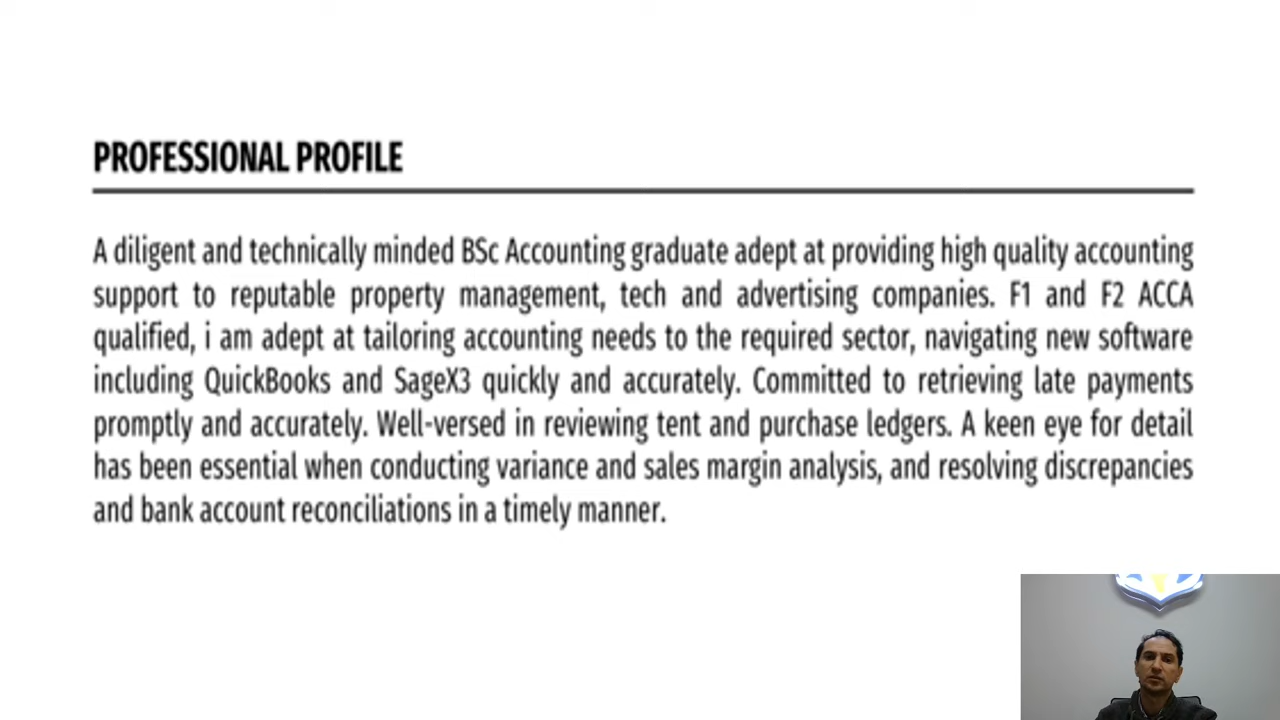 PROFESSIONAL PROFILE
A diligent and technically minded BSc Accounting graduate adept at providing high quality accounting
support to reputable property management, tech and advertising companies. F1 and F2 ACCA
qualified, i am adept at tailoring accounting needs to the required sector, navigating new software
including QuickBooks and SageX3 quickly and accurately. Committed to retrieving late payments
promptly and accurately. Well-versed in reviewing tent and purchase ledgers. A keen eye for detail
has been essential when conducting variance and sales margin analysis, and resolving discrepancies
and bank account reconciliations in a timely manner.